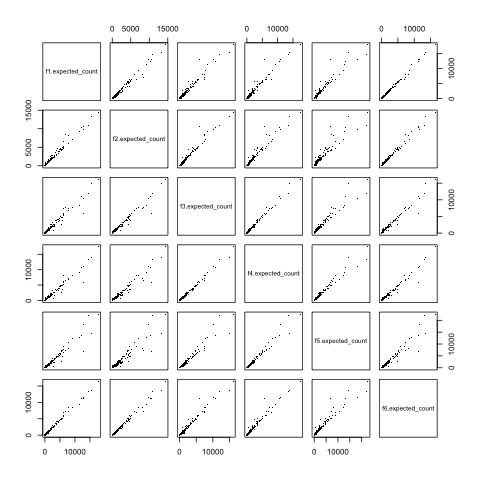 0 5000 15000 0 10000 0 10000
f1.expected_count 0 10000
0 5000 15000 f2.expected_count
f3.expected_count 0 10000
0 10000 f4.expected_count
f5.expected_count 0 10000
0 10000 f6.expected_count
0 10000 0 10000 0 10000